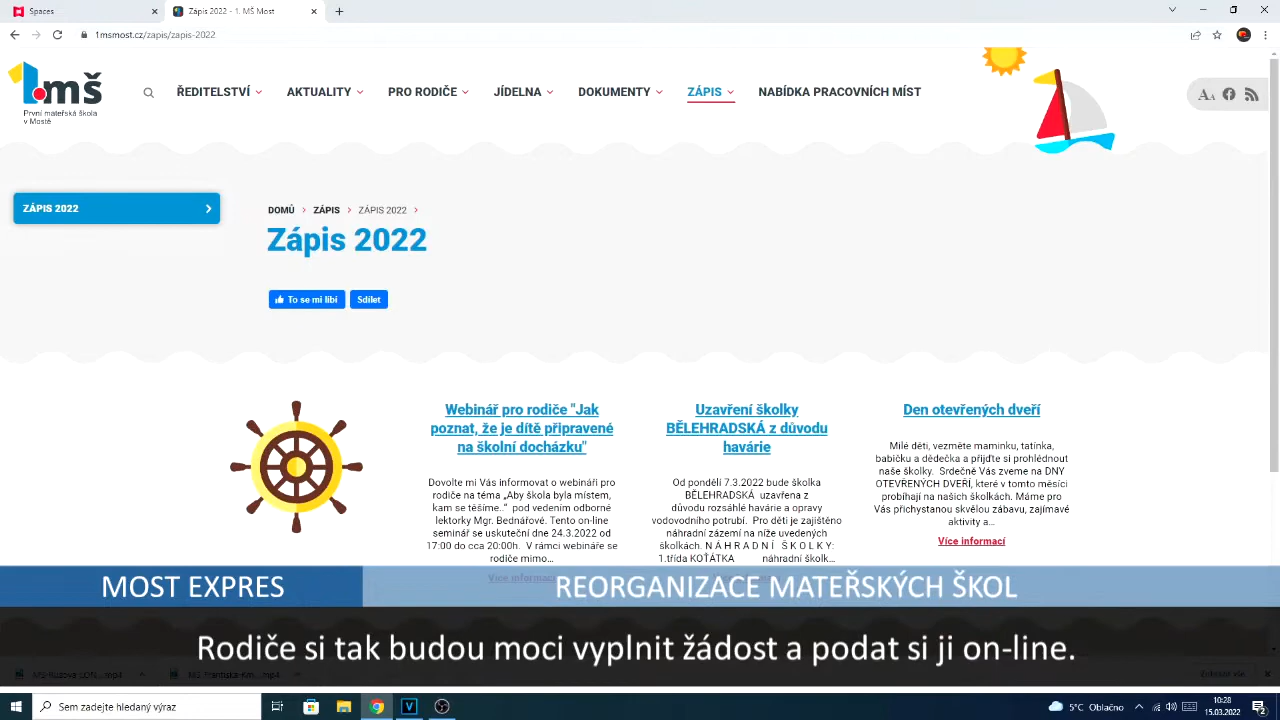 Spaces
Zápis 2022 - 1. MŠ Most
1msmost.cz/zapis/zapis-2022
1.mš
První mateřská škola
v Mostě
ŘEDITELSTVÍ
AKTUALITY
PRO RODIČE
JÍDELNA
DOKUMENTY
ZÁPIS
NABÍDKA PRACOVNÍCH MÍST
AA
ZÁPIS 2022
DOMŮ > ZÁPIS > ZÁPIS 2022 >
Zápis 2022
To se mi líbí
Sdílet
Webinář pro rodiče "Jak
poznat, že je dítě připravené
na školní docházku"
Dovolte mi Vás informovat o webináři pro
rodiče na téma „Aby škola byla místem,
kam se těšíme..“ pod vedením odborné
lektorky Mgr. Bednářové. Tento on-line
seminář se uskuteční dne 24.3.2022 od
17:00 do cca 20:00h. V rámci webináře se
rodiče mimo...
Více informací
Uzavření školky
BĚLEHRADSKÁ z důvodu
havárie
Od pondělí 7.3.2022 bude školka
BĚLEHRADSKÁ uzavřena z
důvodu rozsáhlé havárie a opravy
vodovodního potrubí. Pro děti je zajištěno
náhradní zázemí na níže uvedených
školkách. N Á H R A D N Í Š K O L K Y:
1.třída KOŤÁTKA náhradní školk...
Den otevřených dveří
Milé děti, vezměte maminku, tatínka,
babičku a dědečka a přijďte si prohlédnout
naše školky. Srdečně Vás zveme na DNY
OTEVŘENÝCH DVEŘÍ, které v tomto měsíci
probíhají na našich školkách. Máme pro
Vás přichystanou skvělou zábavu, zajímavé
aktivity a...
Více informací
MOST EXPRES
REORGANIZACE MATEŘSKÝCH ŠKOL
Rodiče si tak budou moci vyplnit žádost a podat si ji on-line.
Zobrazit vše
Sem zadejte hledaný výraz
5°C Oblačno
10:28
15.03.2022
2